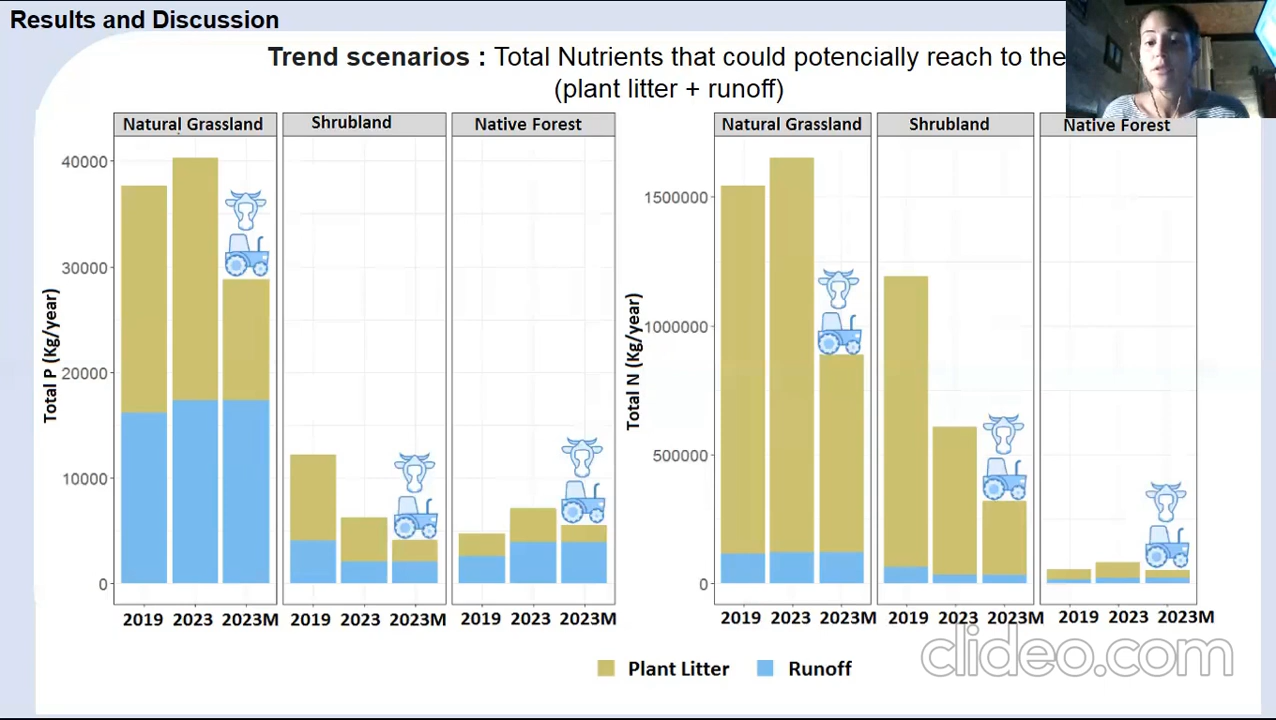 Results and Discussion
Trend scenarios : Total Nutrients that could potencially reach to the
(plant litter + runoff)
Natural Grassland Shrubland Native Forest
Total P (Kg/year)
40000
30000
20000
10000
0
2019 2023 2023M 2019 2023 2023M 2019 2023 2023M
Natural Grassland Shrubland Native Forest
Total N (Kg/year)
1500000
1000000
500000
0
2019 2023 2023M 2019 2023 2023M 2019 2023 2023M
Plant Litter Runoff
clideo.com